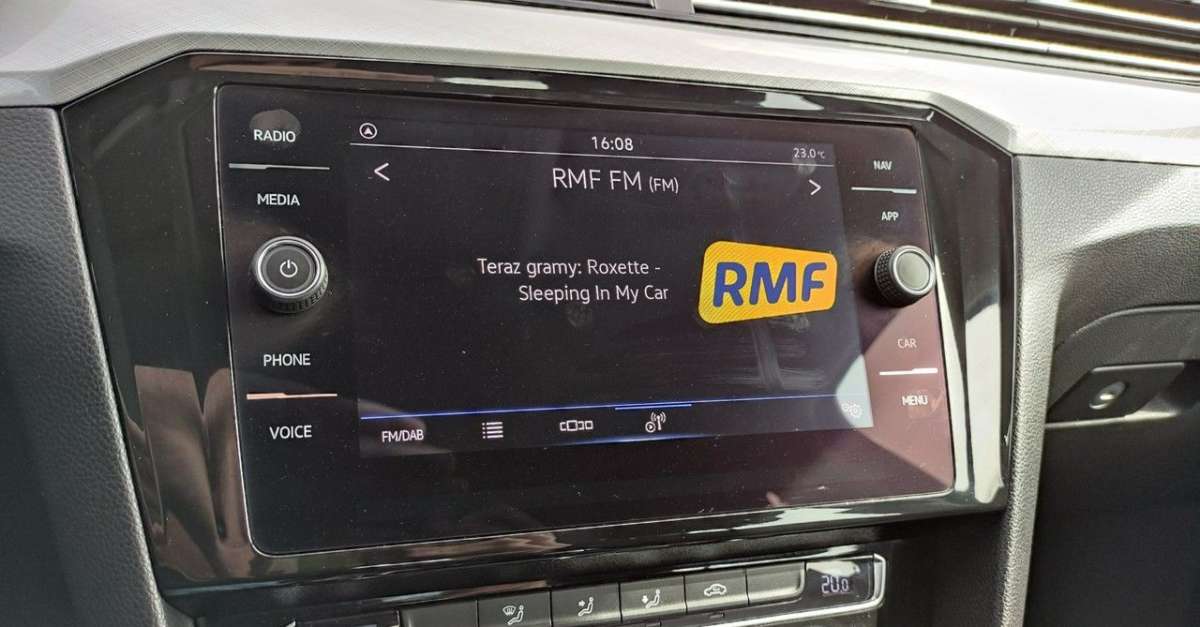 RADIO
MEDIA
PHONE
VOICE
16:08
23.0°C
RMF FM (FM)
Teraz gramy: Roxette -
Sleeping In My Car
RMF
FM/DAB
NAV
APP
CAR
MENU
20.0